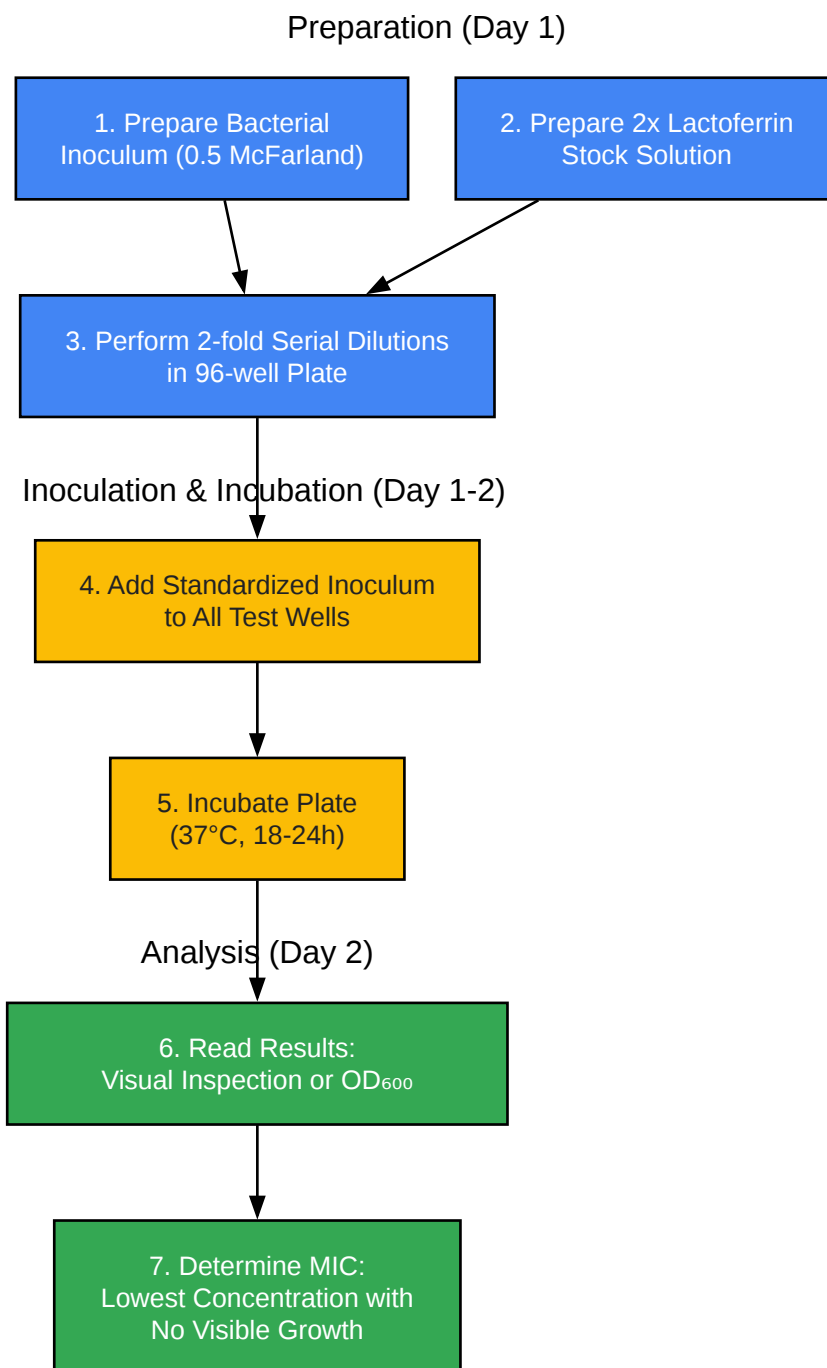 Preparation (Day 1)
1. Prepare Bacterial
Inoculum (0.5 McFarland)
2. Prepare 2x Lactoferrin
Stock Solution
3. Perform 2-fold Serial Dilutions
in 96-well Plate
Inoculation & Incubation (Day 1-2)
4. Add Standardized Inoculum
to All Test Wells
5. Incubate Plate
(37°C, 18-24h)
Analysis (Day 2)
6. Read Results:
Visual Inspection or OD₆₀₀
7. Determine MIC:
Lowest Concentration with
No Visible Growth